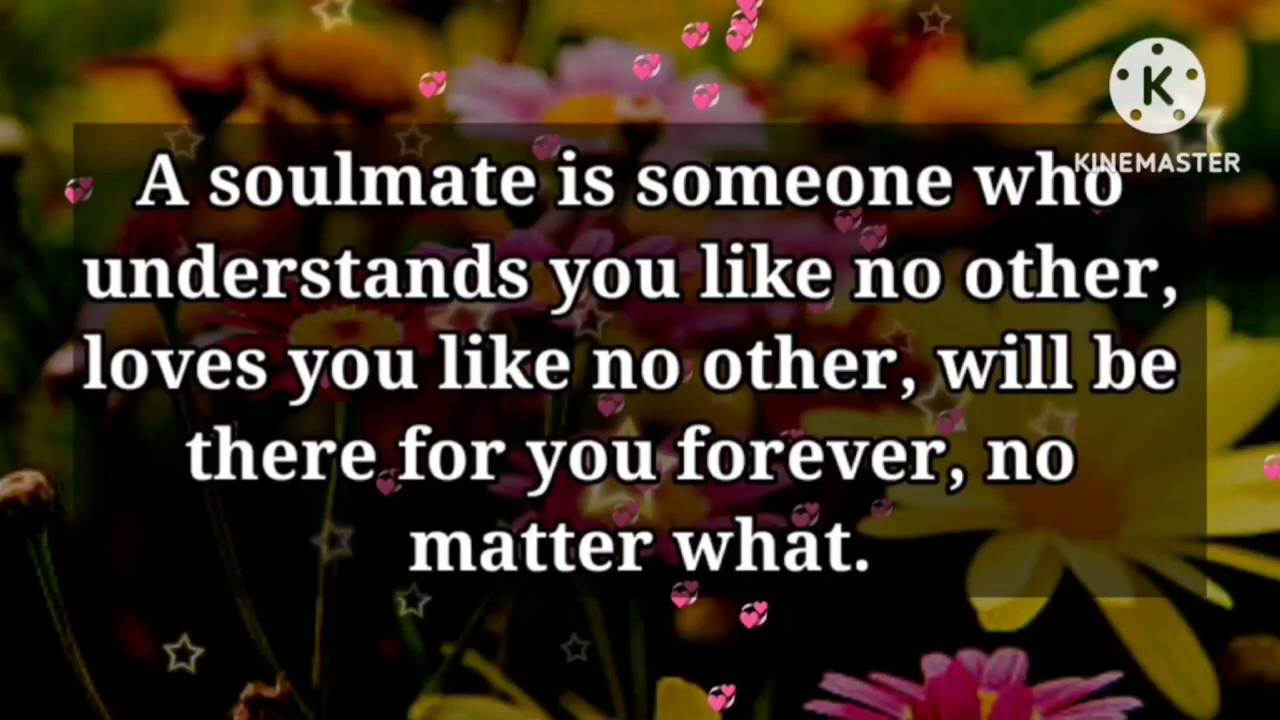 K
KINEMASTER
A soulmate is someone who
understands you like no other,
loves you like no other, will be
there for you forever, no
matter what.